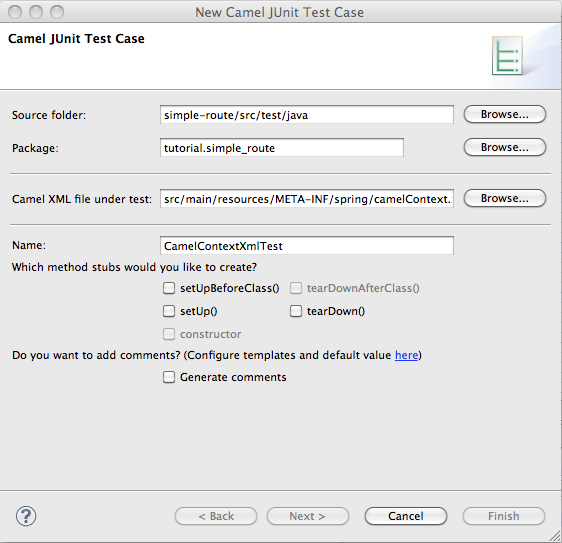 New Camel JUnit Test Case
Camel JUnit Test Case
Source folder: simple-route/src/test/java Browse...
Package: tutorial.simple_route Browse...
Camel XML file under test: src/main/resources/META-INF/spring/camelContext. Browse...
Name: CamelContextXmlTest
Which method stubs would you like to create?
setUpBeforeClass() tearDownAfterClass()
setUp() tearDown()
constructor
Do you want to add comments? (Configure templates and default value here)
Generate comments
? < Back Next > Cancel Finish